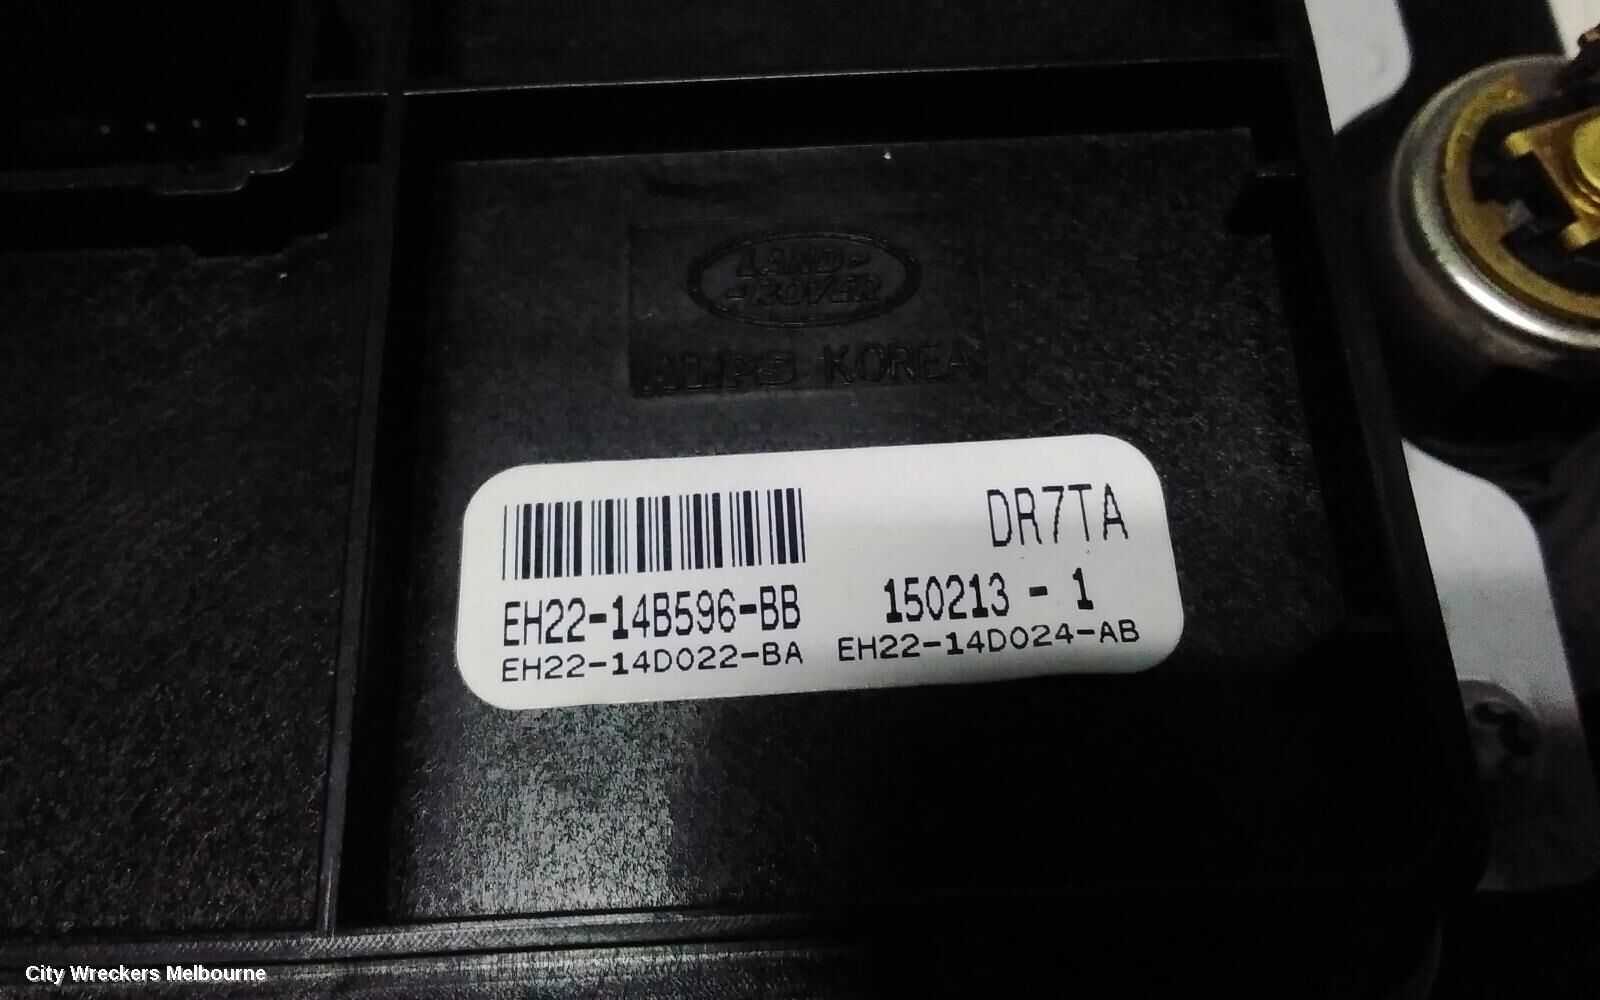 LAND-
-ROVER
ALPS KOREA
DR7TA
EH22-14B596-BB 150213 - 1
EH22-14D022-BA EH22-14D024-AB
City Wreckers Melbourne